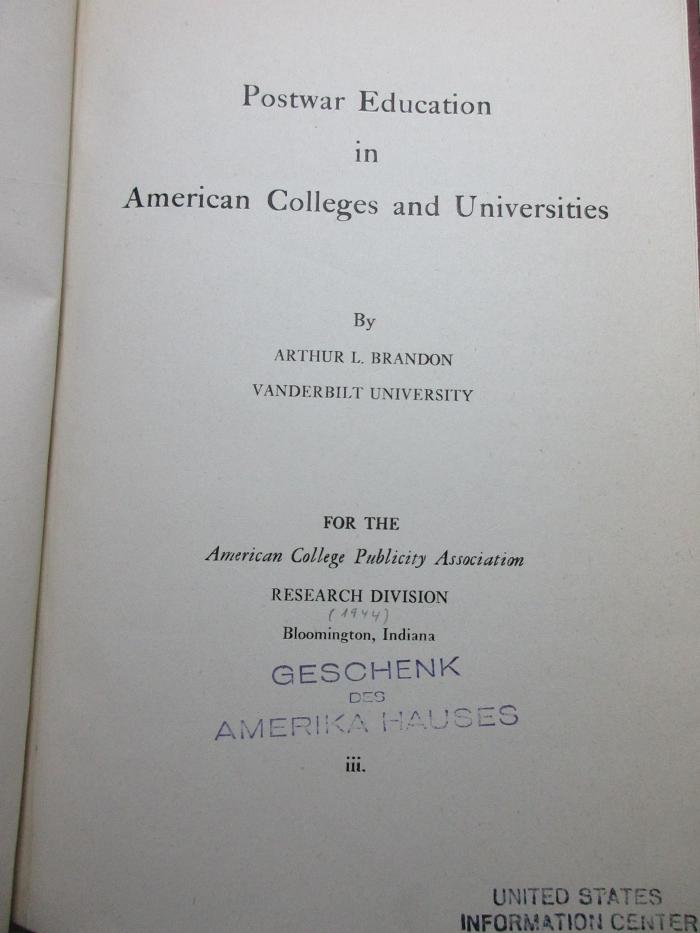 Postwar Education
in
American Colleges and Universities
By
ARTHUR L. BRANDON
VANDERBILT UNIVERSITY
FOR THE
American College Publicity Association
RESEARCH DIVISION
(1944)
Bloomington, Indiana
GESCHENK
DES
AMERIKA HAUSES
iii.
UNITED STATES
INFORMATION CENTER